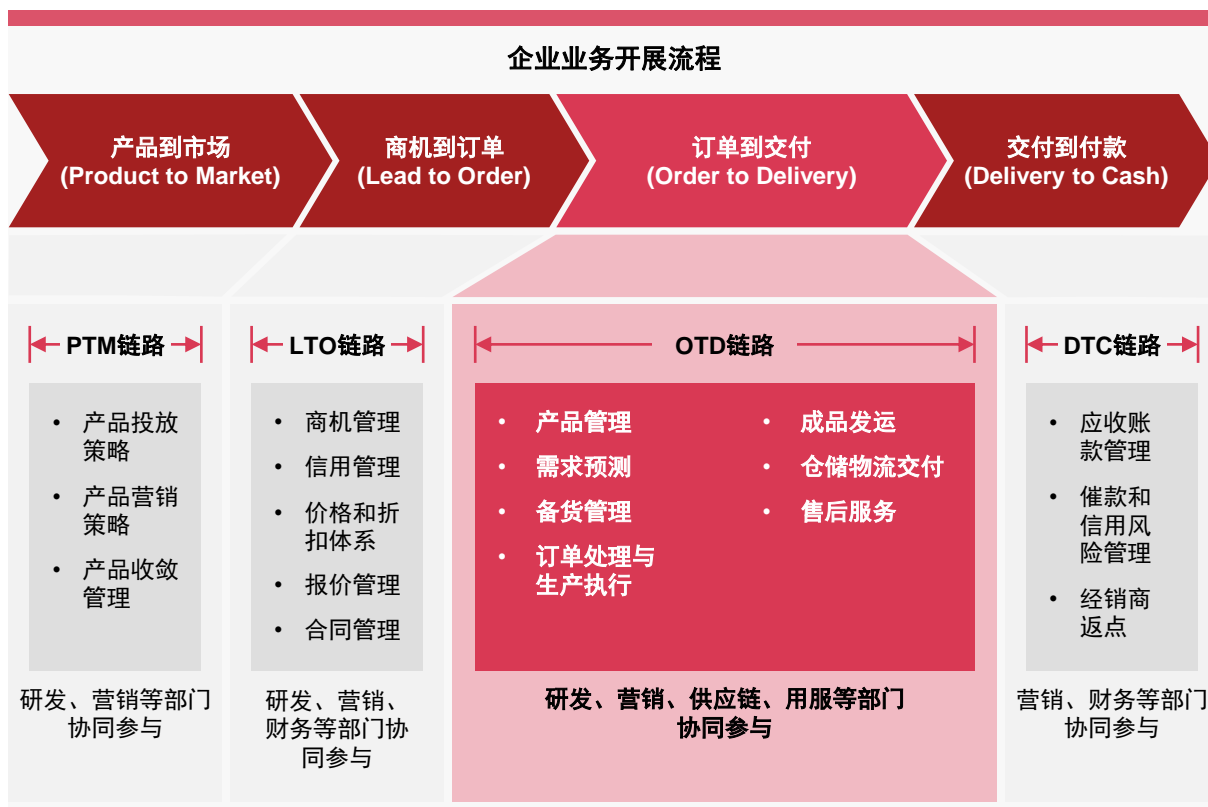 企业业务开展流程
产品到市场
(Product to Market)
商机到订单
(Lead to Order)
订单到交付
(Order to Delivery)
交付到付款
(Delivery to Cash)
PTM链路
• 产品投放
策略
• 产品营销
策略
• 产品收敛
管理
研发、营销等部门
协同参与
LTO链路
• 商机管理
• 信用管理
• 价格和折
扣体系
• 报价管理
• 合同管理
研发、营销、
财务等部门协
同参与
OTD链路
• 产品管理
• 需求预测
• 备货管理
• 订单处理与
生产执行
• 成品发运
• 仓储物流交付
• 售后服务
研发、营销、供应链、用服等部门
协同参与
DTC链路
• 应收账
款管理
• 催款和
信用风
险管理
• 经销商
返点
营销、财务等部门
协同参与